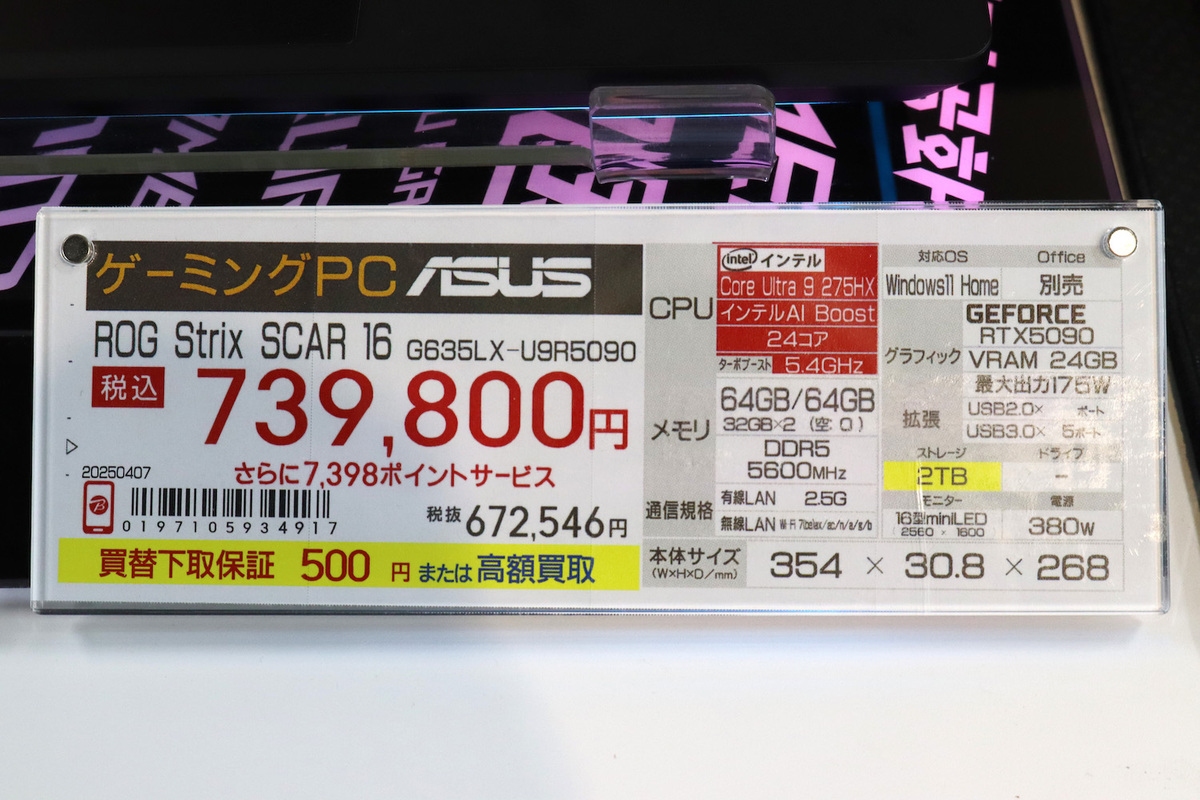 ゲーミングPC ASUS
ROG Strix SCAR 16 G635LX-U9R5090
税込 739,800円
20250407 さらに7,398ポイントサービス
0197105934917
税抜 672,546円
買替下取保証 500 円 または 高額買取
CPU
intel インテル
Core Ultra 9 275HX
インテルAI Boost
24コア
ターボブースト 5.4GHz
メモリ
64GB/64GB
32GB×2 (空:0)
DDR5
5600MHz
通信規格
有線LAN 2.5G
無線LAN Wi-Fi 7(be/ax/ac/n/a/g/b
対応OS Office
Windows11 Home 別売
グラフィック
GEFORCE
RTX5090
VRAM 24GB
最大出力175W
拡張
USB2.0× ポート
USB3.0× 5ポート
ストレージ ドライブ
2TB −
モニター 電源
16型miniLED 380W
2560 × 1600
本体サイズ 354 × 30.8 × 268
(W×H×D/mm)